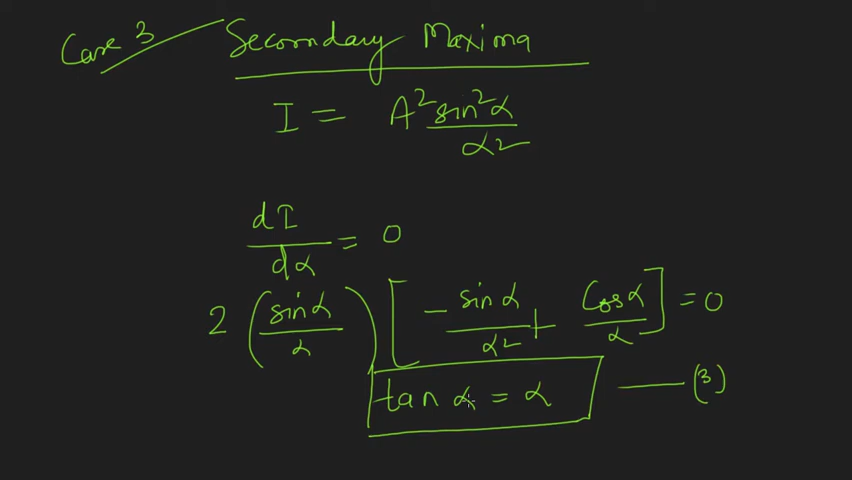 Case 3 Secondary Maxima
I = A² sin²α / α²
dI / dα = 0
2 (sinα / α) [ - sinα / α² + Cosα / α ] = 0
tan α = α —— (3)